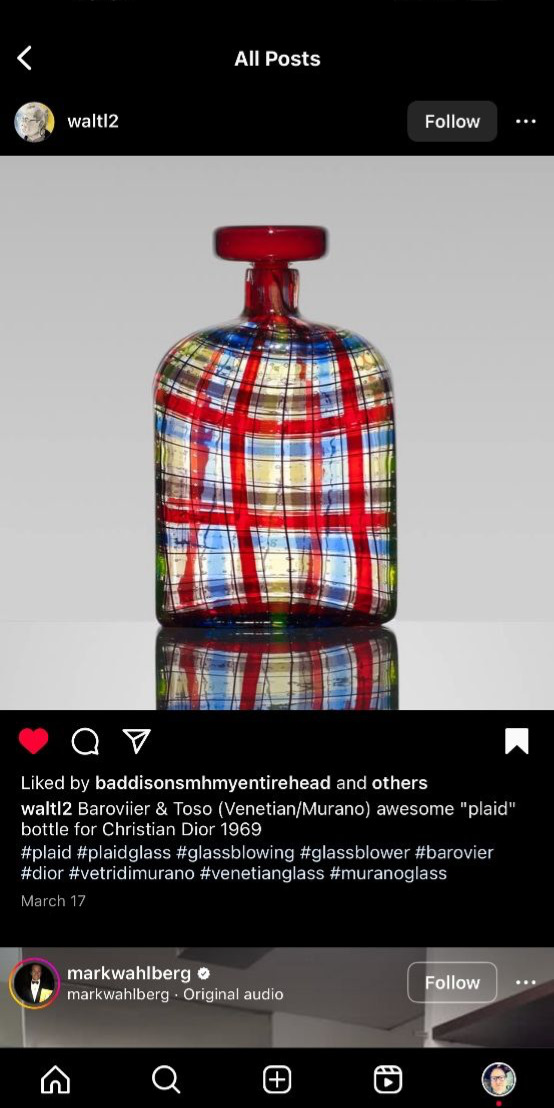 All Posts
waltl2
Follow
Liked by baddisonsmhmyentirehead and others
waltl2 Baroviier & Toso (Venetian/Murano) awesome "plaid"
bottle for Christian Dior 1969
#plaid #plaidglass #glassblowing #glassblower #barovier
#dior #vetridimurano #venetianglass #muranoglass
March 17
markwahlberg
markwahlberg · Original audio
Follow